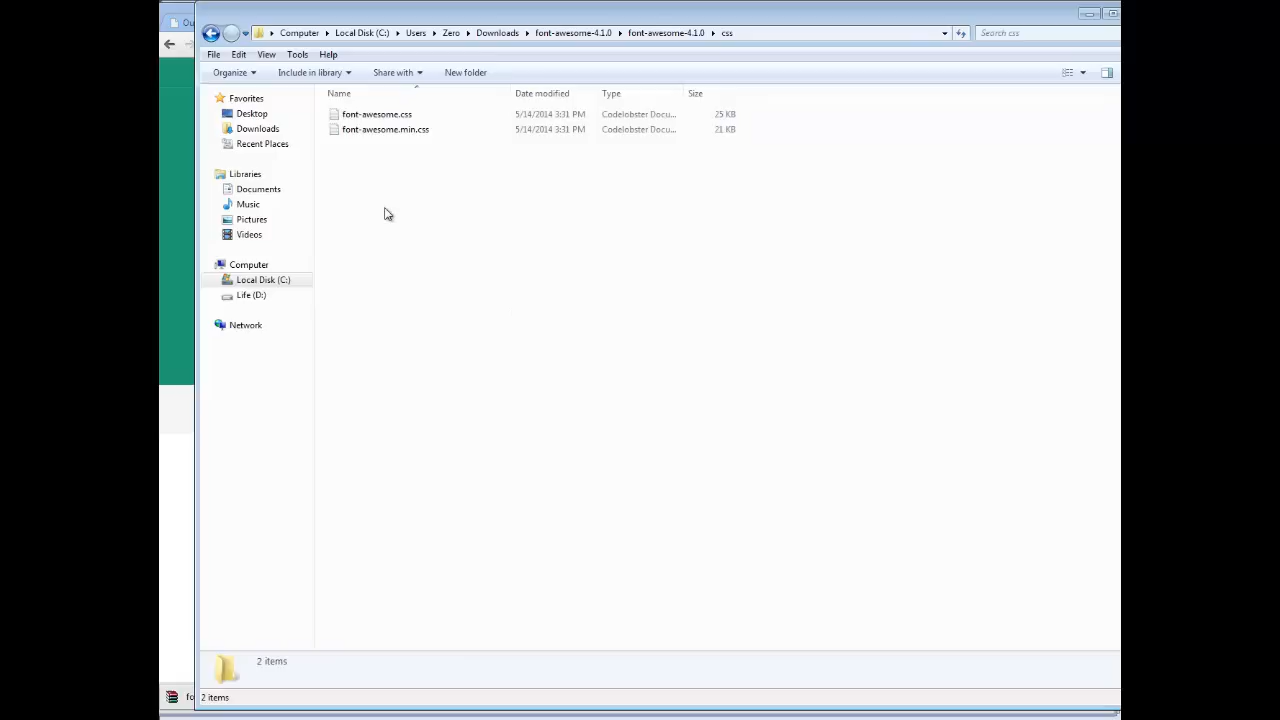 Ou
Computer Local Disk (C:) Users Zero Downloads font-awesome-4.1.0 font-awesome-4.1.0 css
Search css
File Edit View Tools Help
Organize Include in library Share with New folder
Name Date modified Type Size
Favorites
Desktop
Downloads
Recent Places
Libraries
Documents
Music
Pictures
Videos
Computer
Local Disk (C:)
Life (D:)
Network
font-awesome.css 5/14/2014 3:31 PM Codelobster Docu... 25 KB
font-awesome.min.css 5/14/2014 3:31 PM Codelobster Docu... 21 KB
2 items
fo
2 items